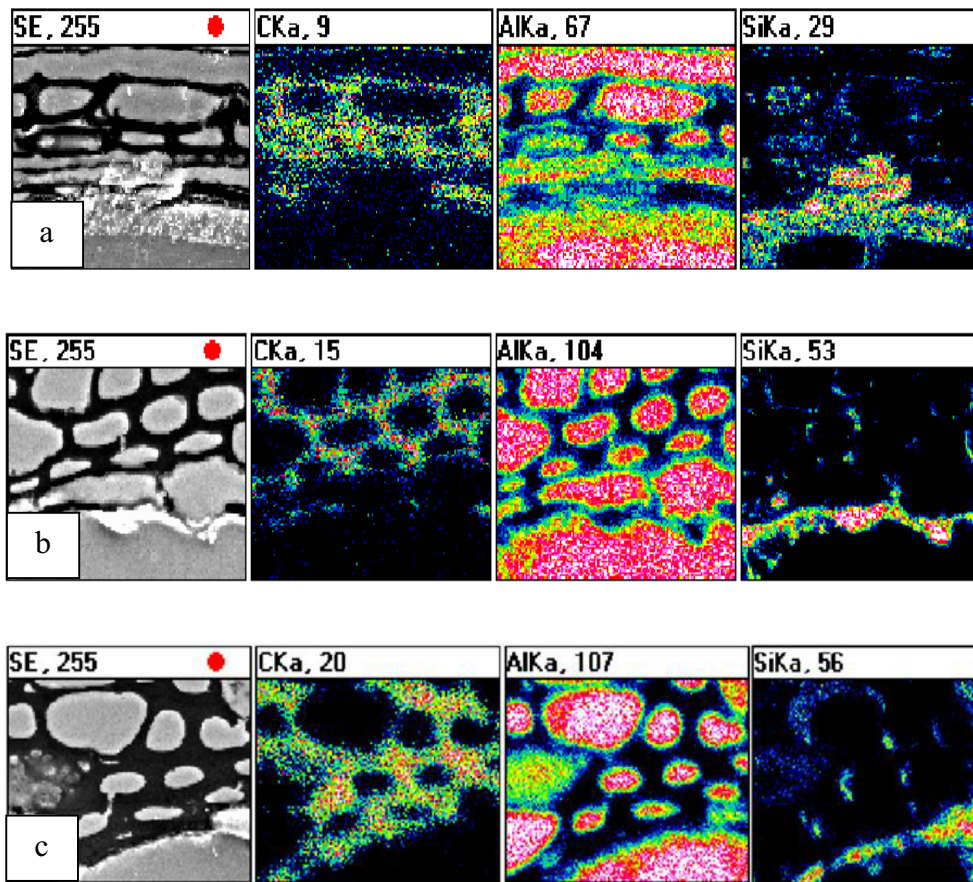 SE, 255 CKa, 9 AlKa, 67 SiKa, 29
a
SE, 255 CKa, 15 AlKa, 104 SiKa, 53
b
SE, 255 CKa, 20 AlKa, 107 SiKa, 56
c